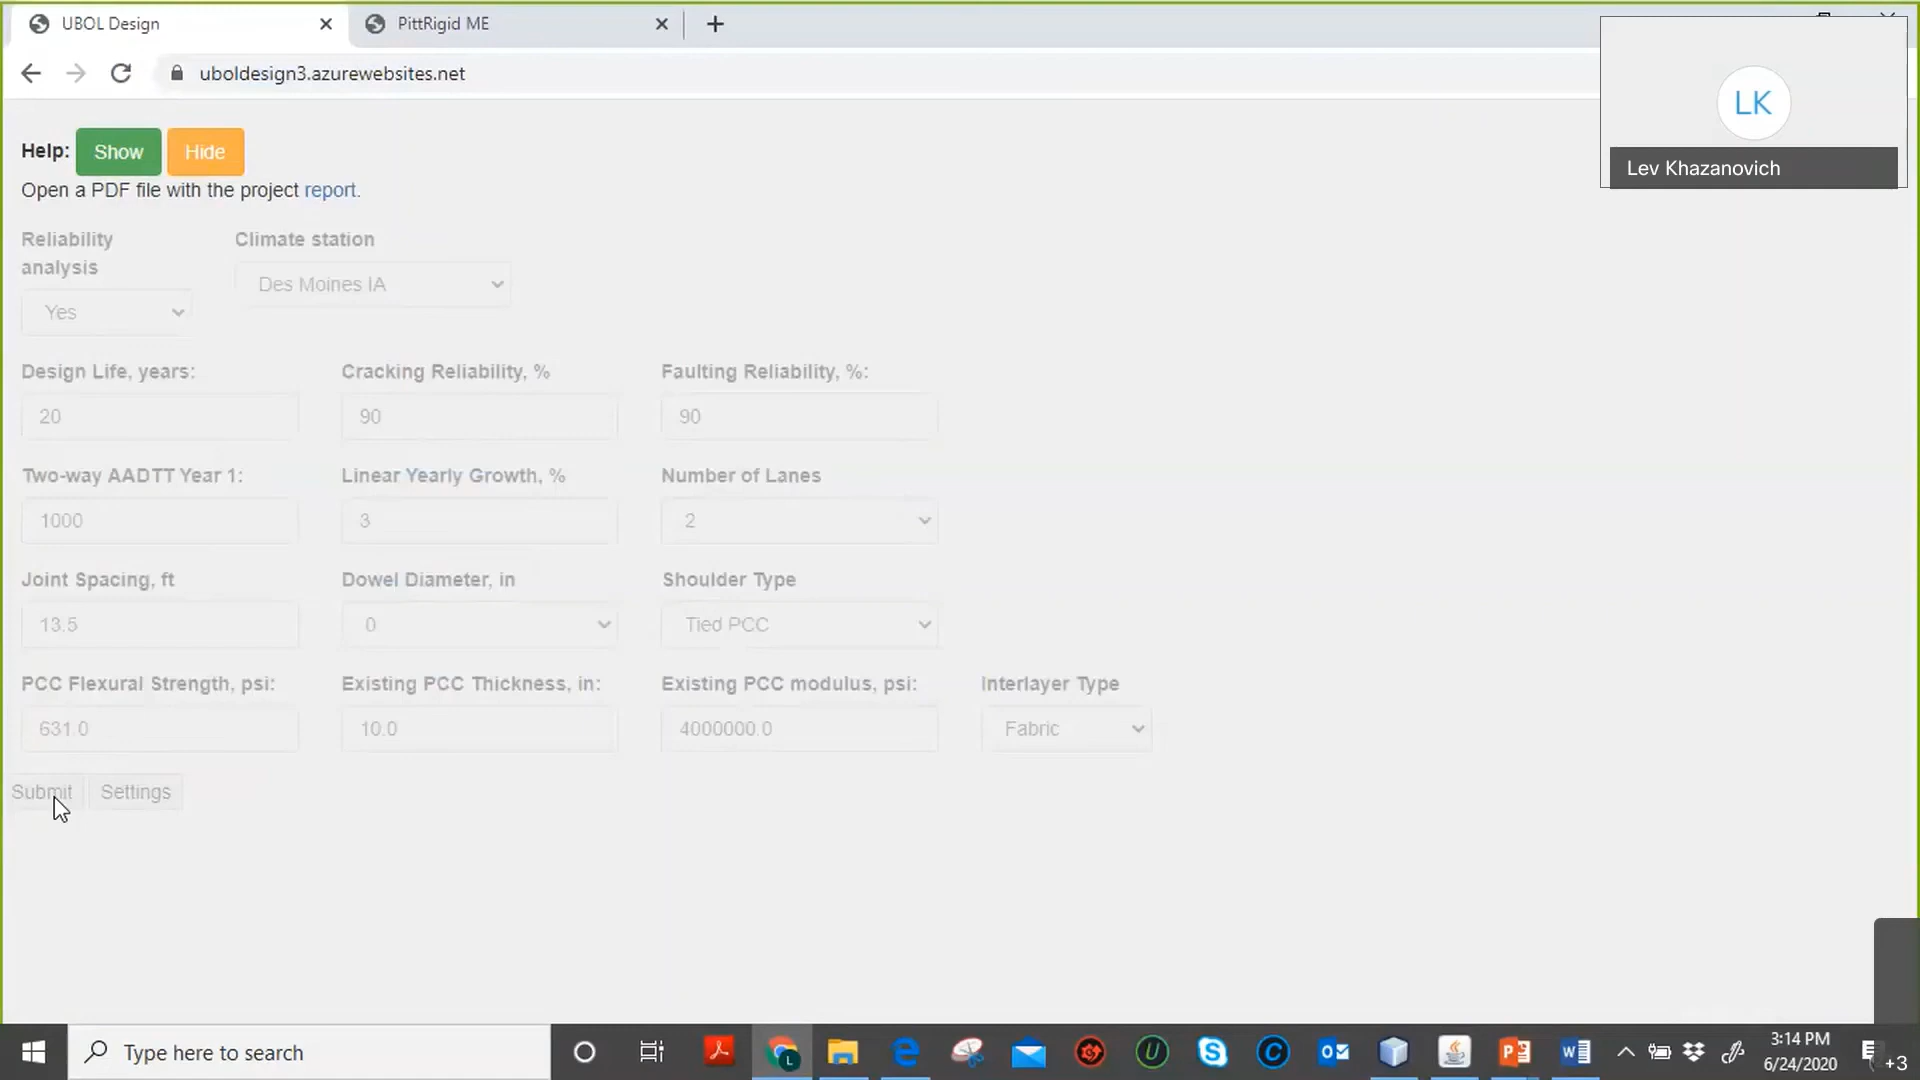 UBOL Design
PittRigid ME
uboldesign3.azurewebsites.net
LK
Lev Khazanovich
Help: Show Hide
Open a PDF file with the project report.
Reliability
analysis
Climate station
Yes
Des Moines IA
Design Life, years: Cracking Reliability, % Faulting Reliability, %:
20 90 90
Two-way AADTT Year 1: Linear Yearly Growth, % Number of Lanes
1000 3 2
Joint Spacing, ft Dowel Diameter, in Shoulder Type
13.5 0 Tied PCC
PCC Flexural Strength, psi: Existing PCC Thickness, in: Existing PCC modulus, psi: Interlayer Type
631.0 10.0 4000000.0 Fabric
Submit Settings
Type here to search
3:14 PM
6/24/2020
+3